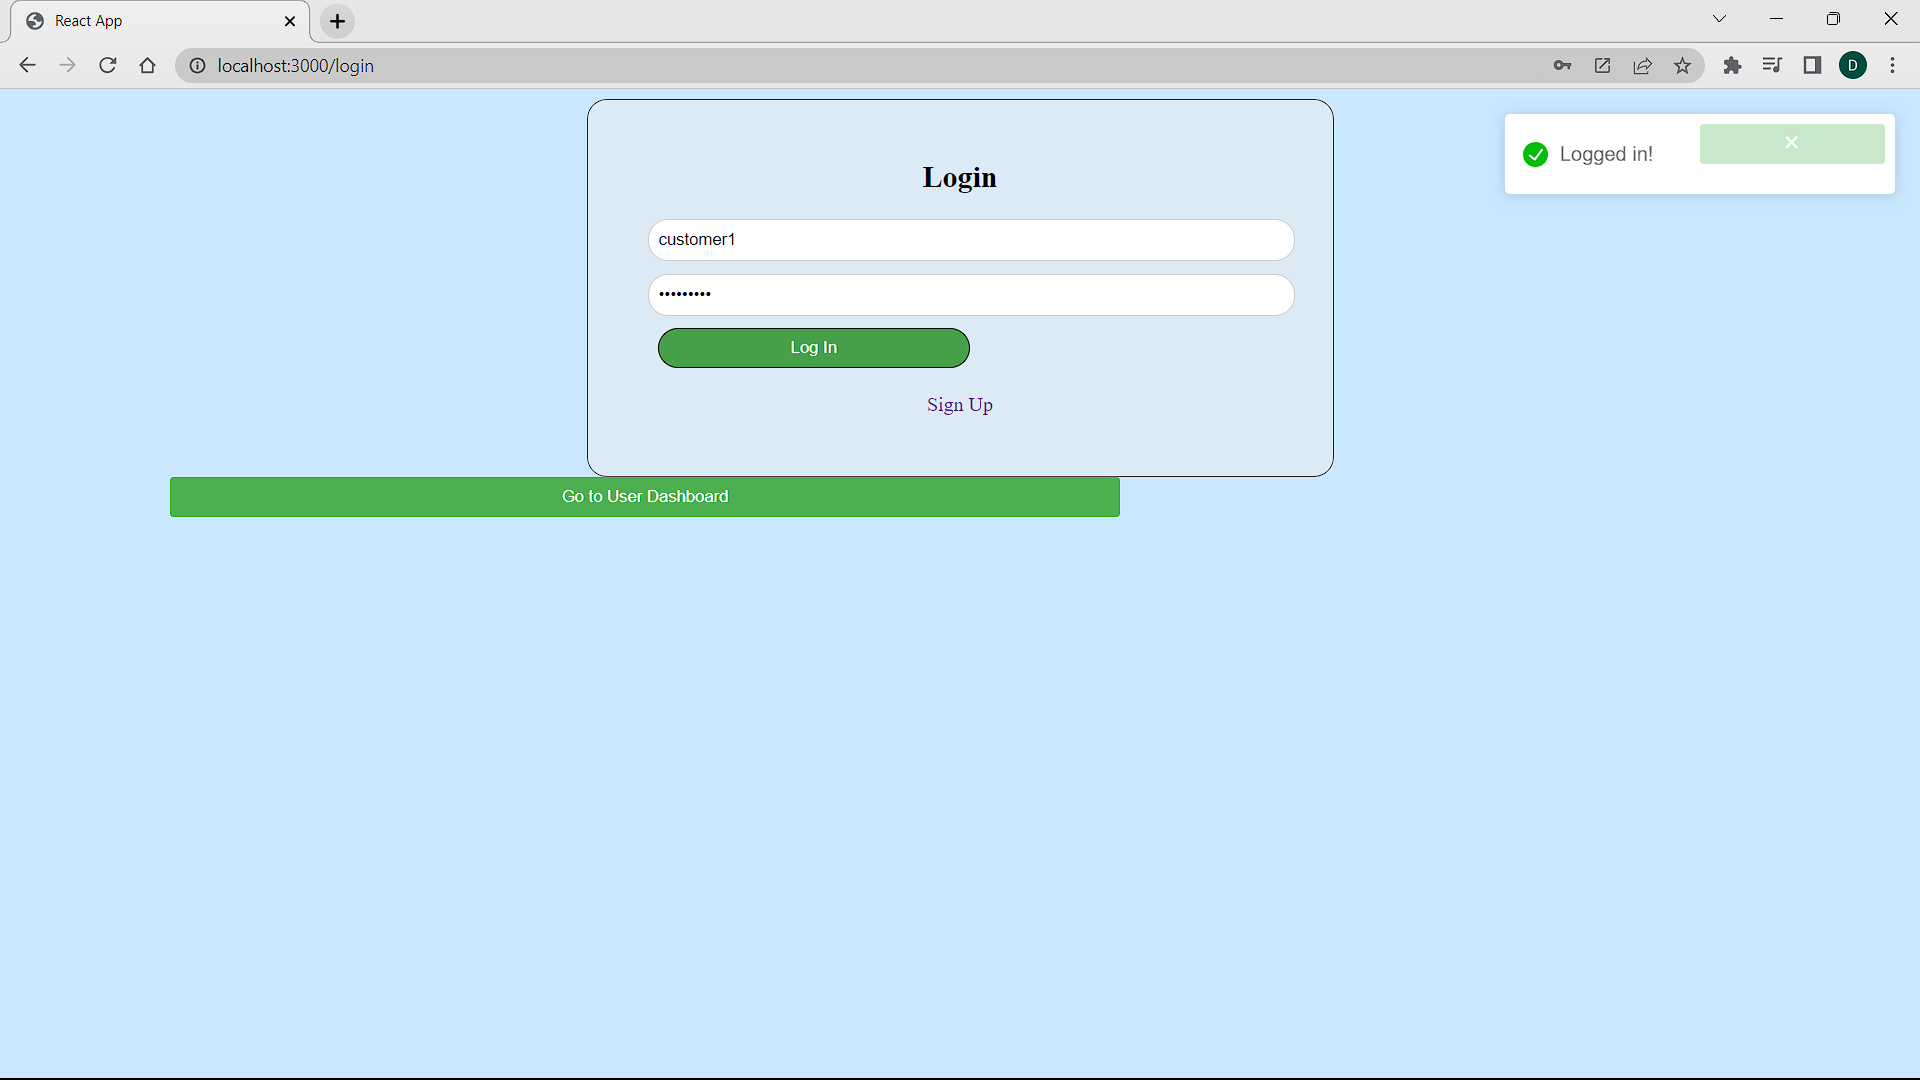 React App
localhost:3000/login
D
Logged in!
Login
customer1
•••••••••
Log In
Sign Up
Go to User Dashboard